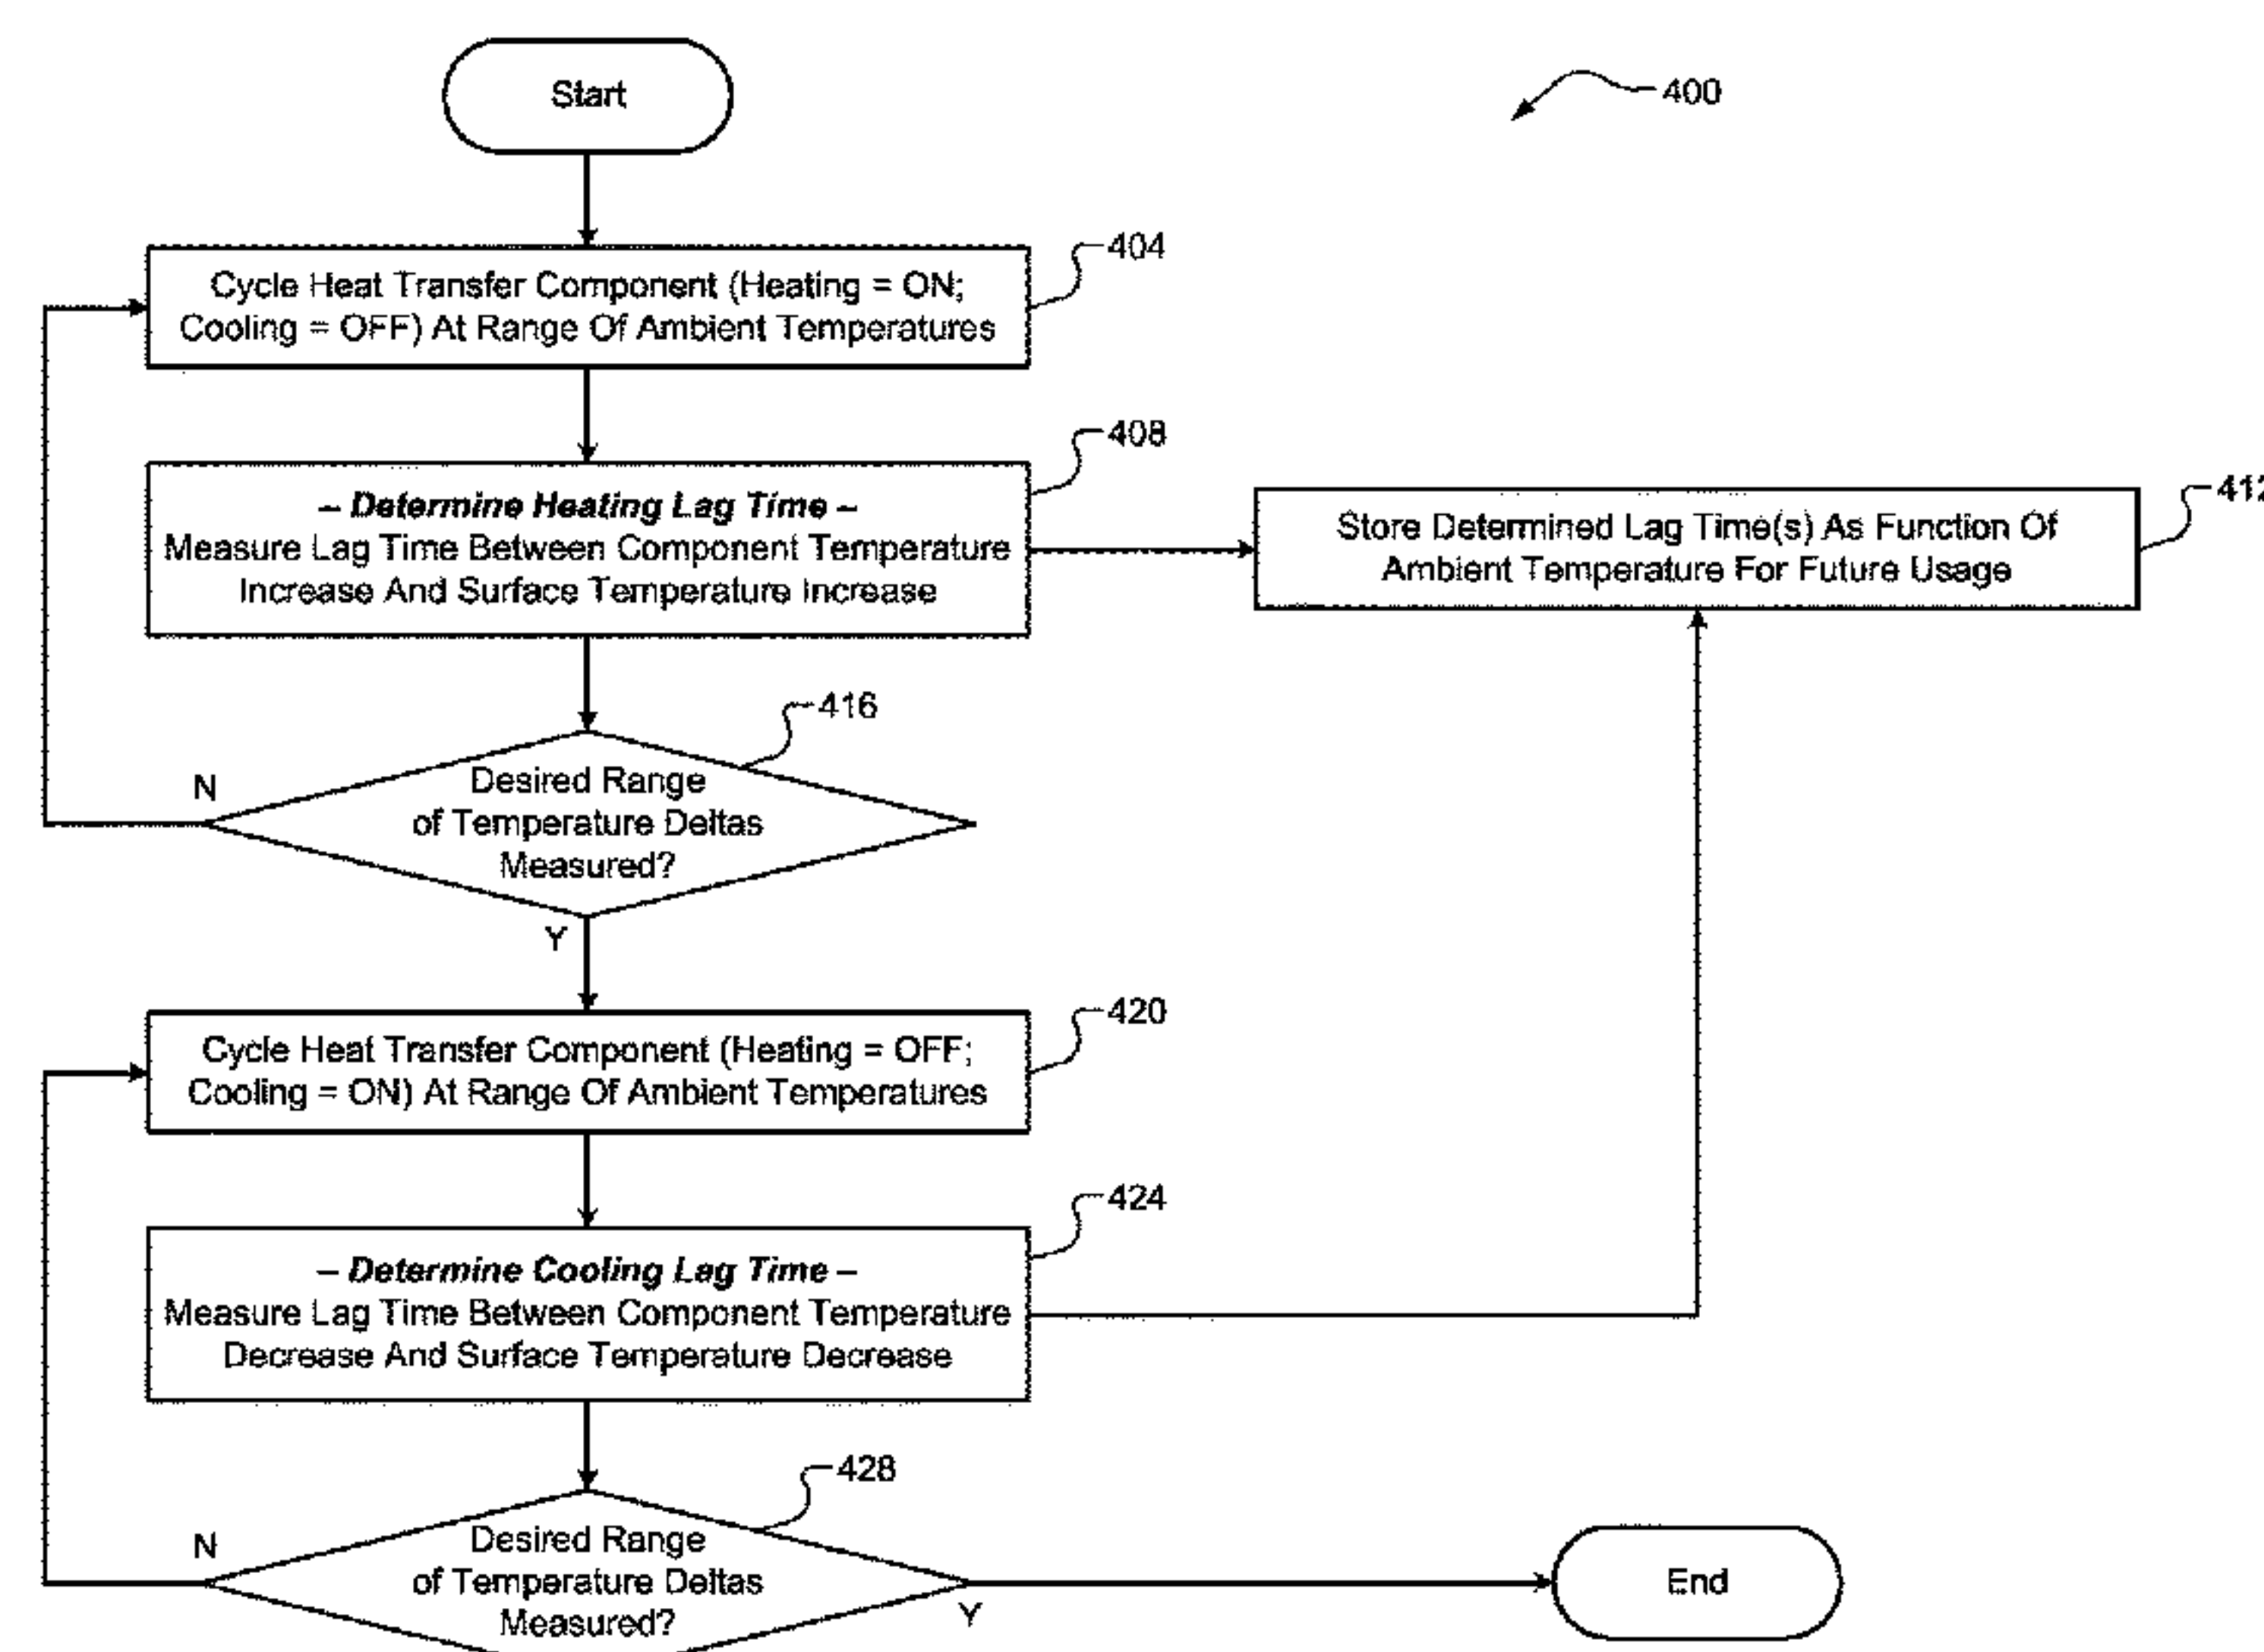 Start
400
Cycle Heat Transfer Component (Heating = ON;
Cooling = OFF) At Range Of Ambient Temperatures
404
– Determine Heating Lag Time –
Measure Lag Time Between Component Temperature
Increase And Surface Temperature Increase
408
Store Determined Lag Time(s) As Function Of
Ambient Temperature For Future Usage
412
Desired Range
of Temperature Deltas
Measured?
416
N
Y
Cycle Heat Transfer Component (Heating = OFF;
Cooling = ON) At Range Of Ambient Temperatures
420
– Determine Cooling Lag Time –
Measure Lag Time Between Component Temperature
Decrease And Surface Temperature Decrease
424
Desired Range
of Temperature Deltas
Measured?
428
N
Y
End